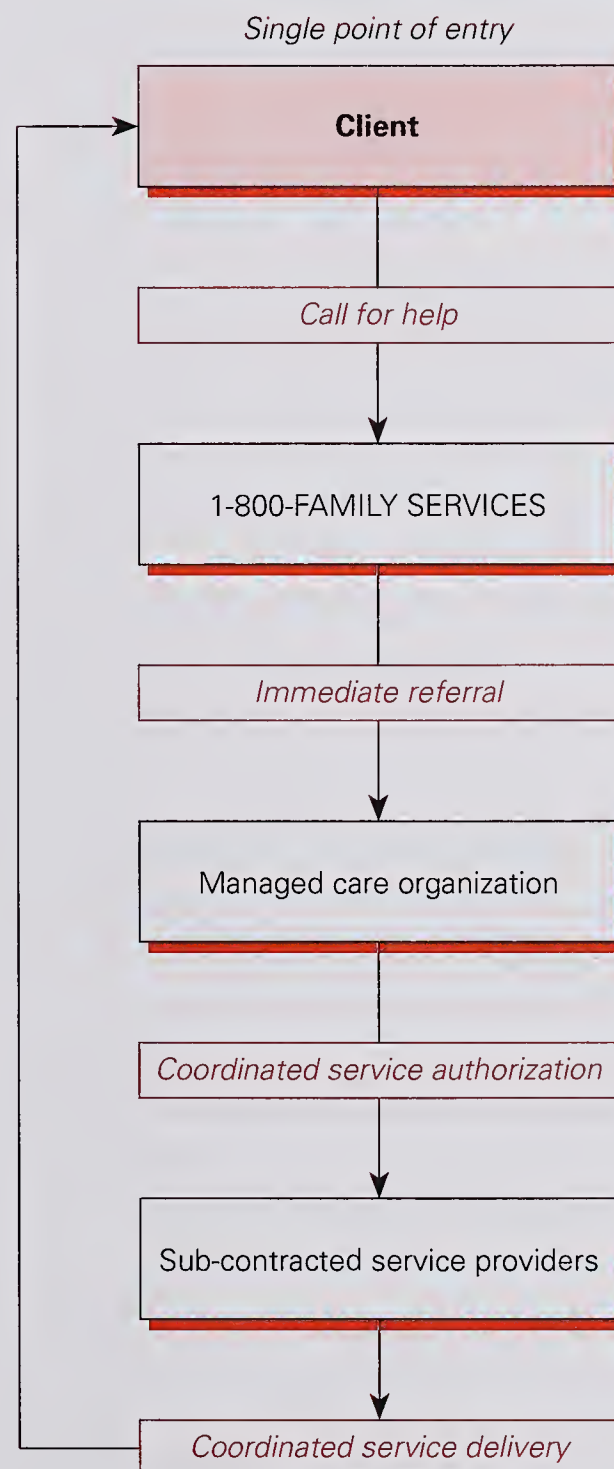 Single point of entry
Client
Call for help
1-800-FAMILY SERVICES
Immediate referral
Managed care organization
Coordinated service authorization
Sub-contracted service providers
Coordinated service delivery